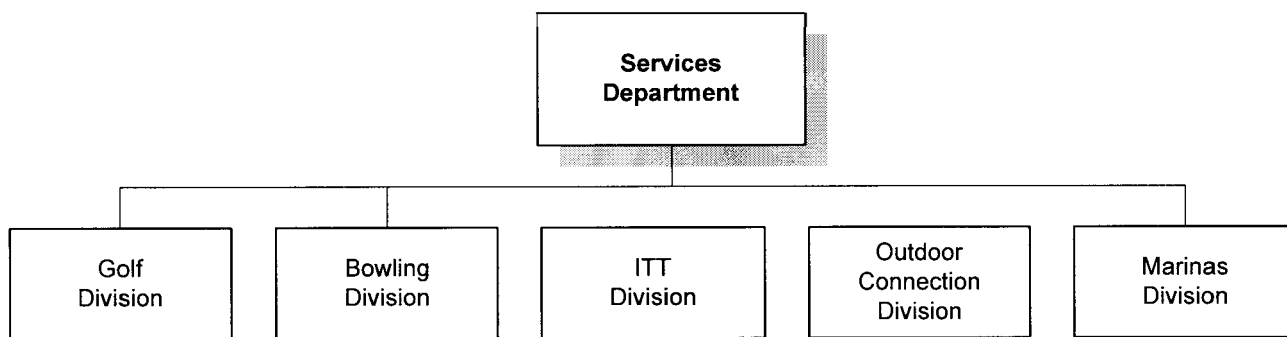 Services
Department
Golf
Division
Bowling
Division
ITT
Division
Outdoor
Connection
Division
Marinas
Division